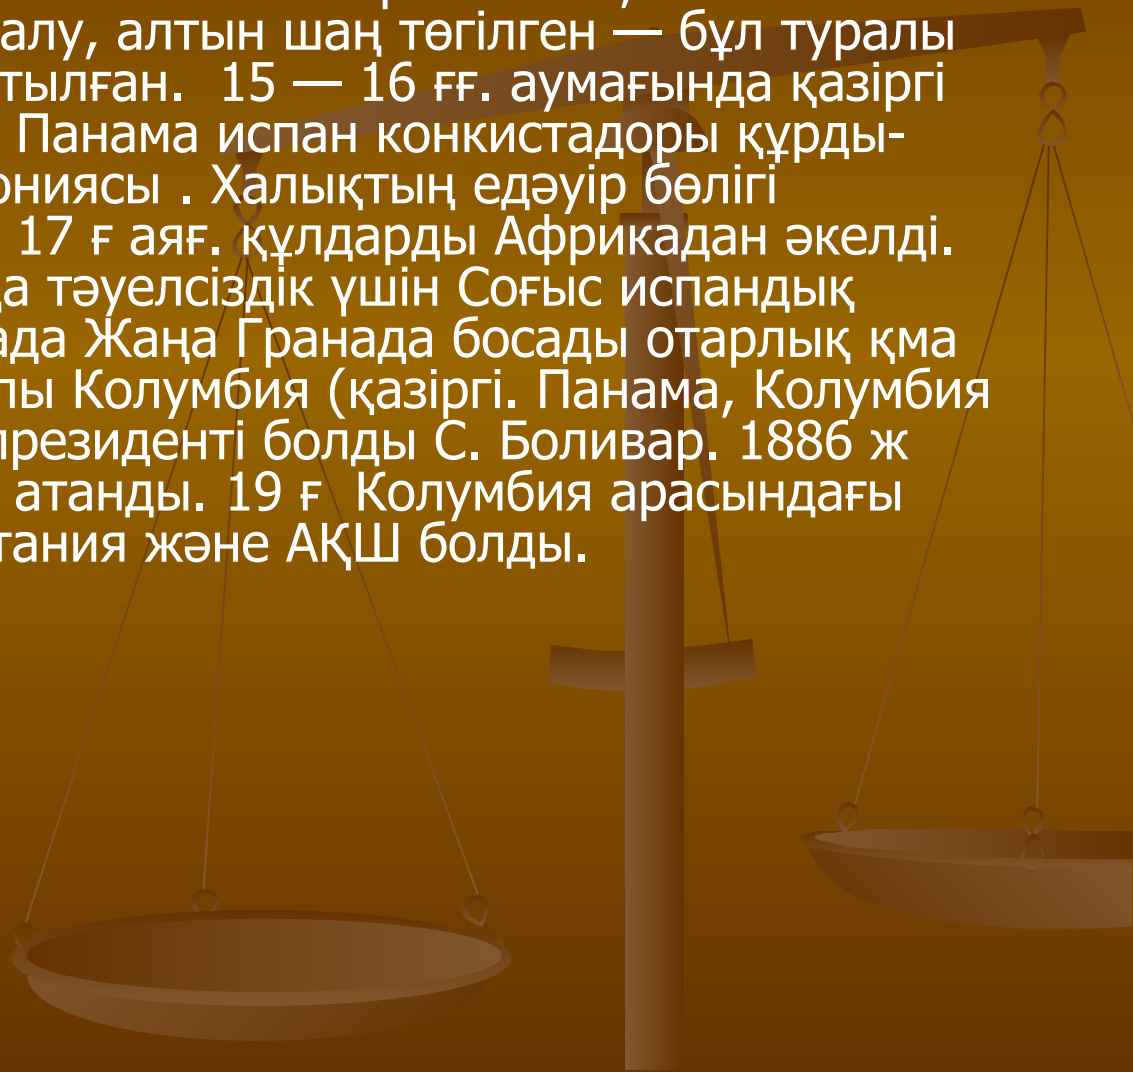 алу, алтын шаң төгілген — бұл туралы
тылған. 15 — 16 ғғ. аумағында қазіргі
Панама испан конкистадоры құрды-
ониясы . Халықтың едәуір бөлігі
17 ғ аяғ. құлдарды Африкадан әкелді.
а тәуелсіздік үшін Соғыс испандық
ада Жаңа Гранада босады отарлық қма
лы Колумбия (қазіргі. Панама, Колумбия
президенті болды С. Боливар. 1886 ж
атанды. 19 ғ Колумбия арасындағы
тания және АҚШ болды.